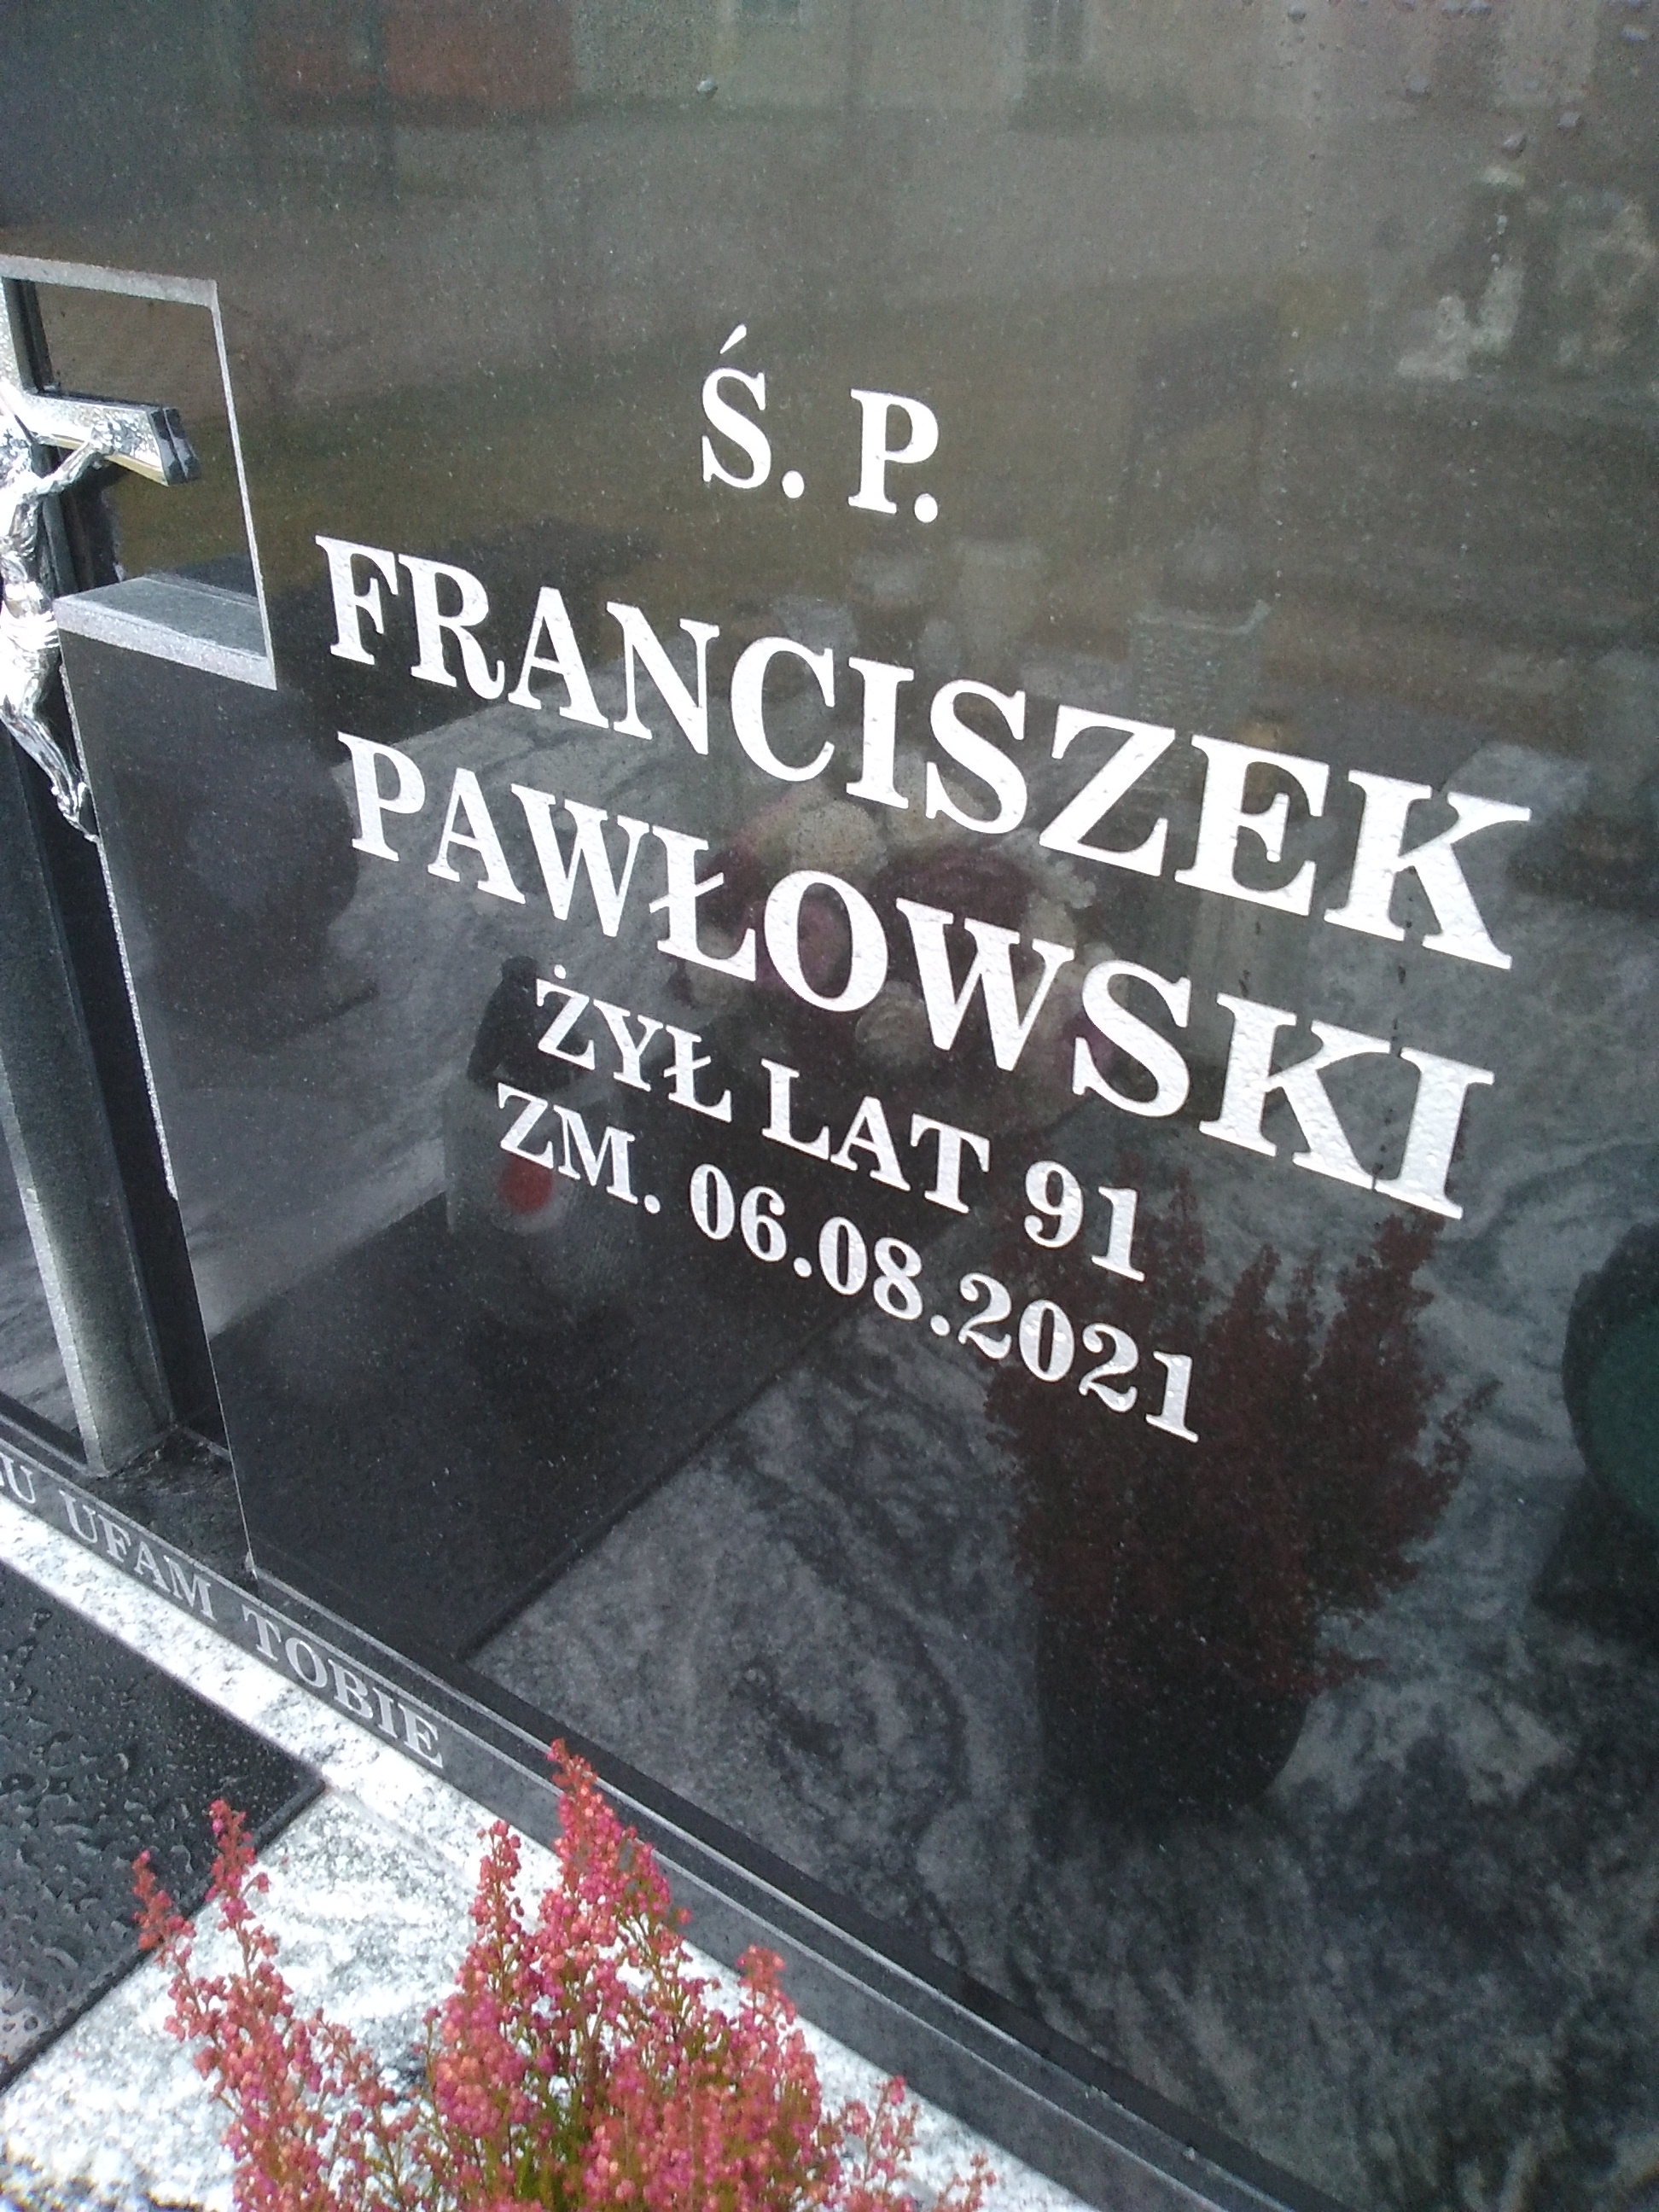 Ś. P.
FRANCISZEK
PAWŁOWSKI
ŻYŁ LAT 91
ZM. 06.08.2021
UFAM TOBIE